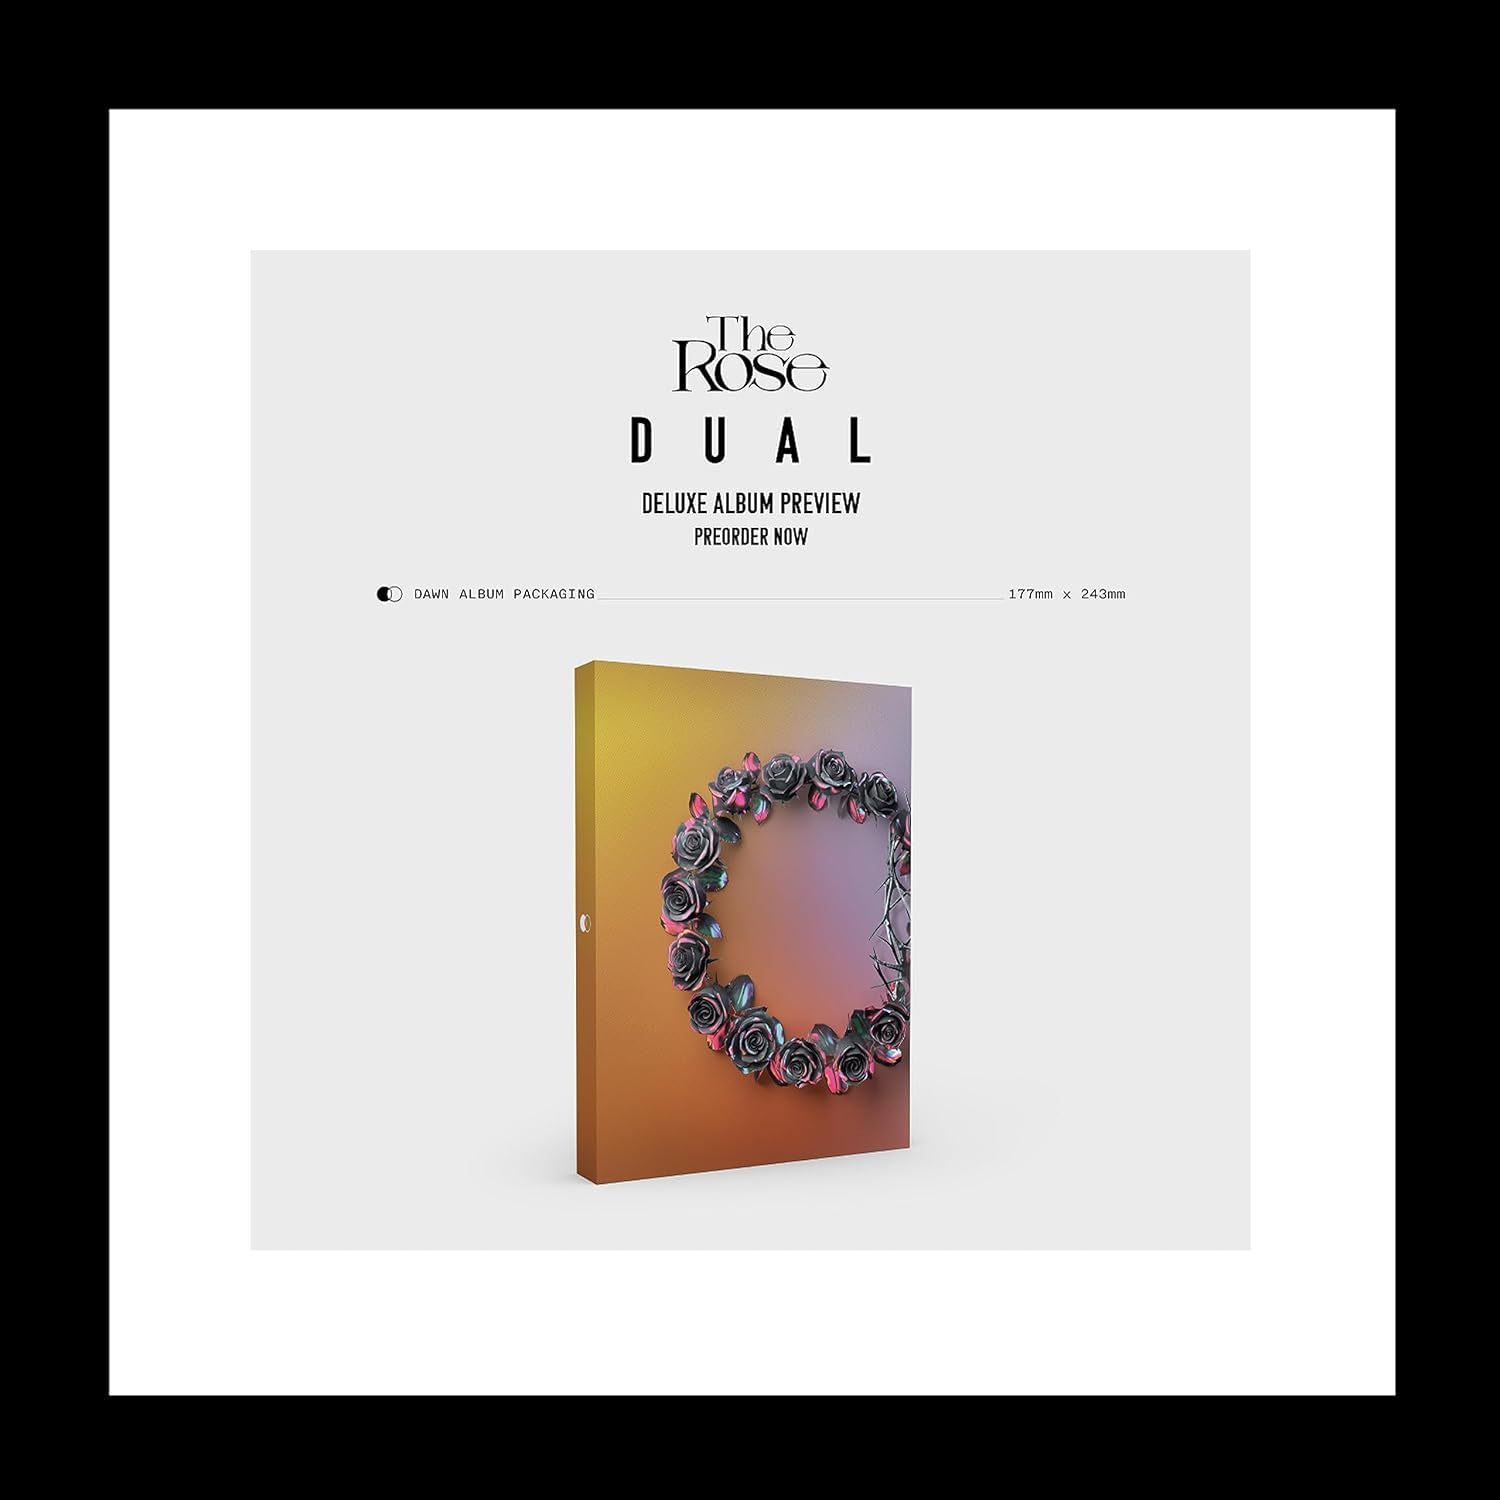 The
Rose
DUAL
DELUXE ALBUM PREVIEW
PREORDER NOW
DAWN ALBUM PACKAGING 177mm x 243mm